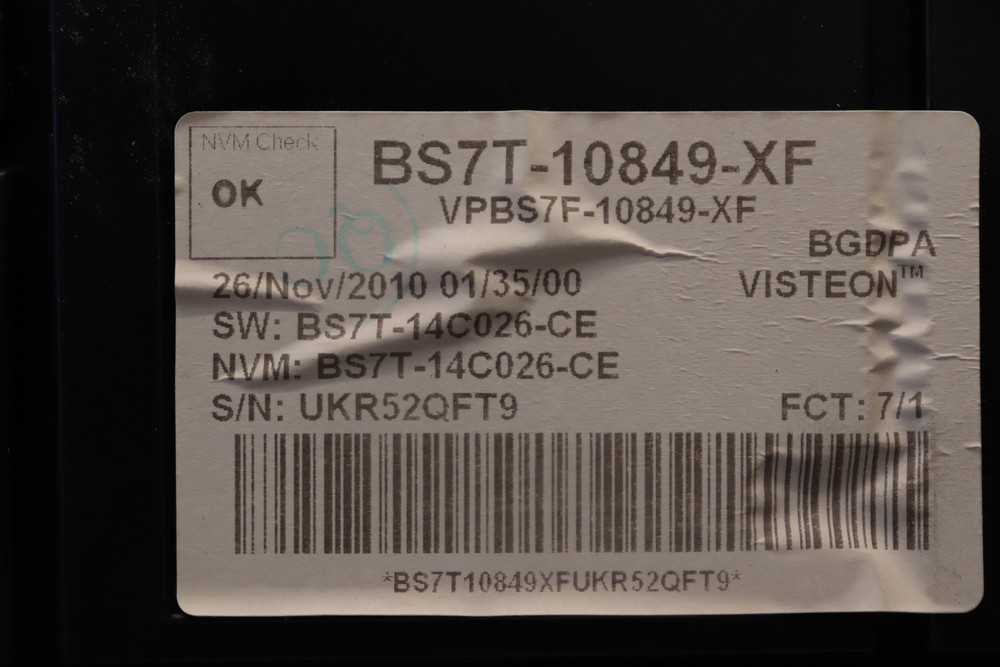 NVM Check
OK
BS7T-10849-XF
VPBS7F-10849-XF
BGDPA
VISTEON™
26/Nov/2010 01/35/00
SW: BS7T-14C026-CE
NVM: BS7T-14C026-CE
S/N: UKR52QFT9
FCT: 7/1
*BS7T10849XFUKR52QFT9*